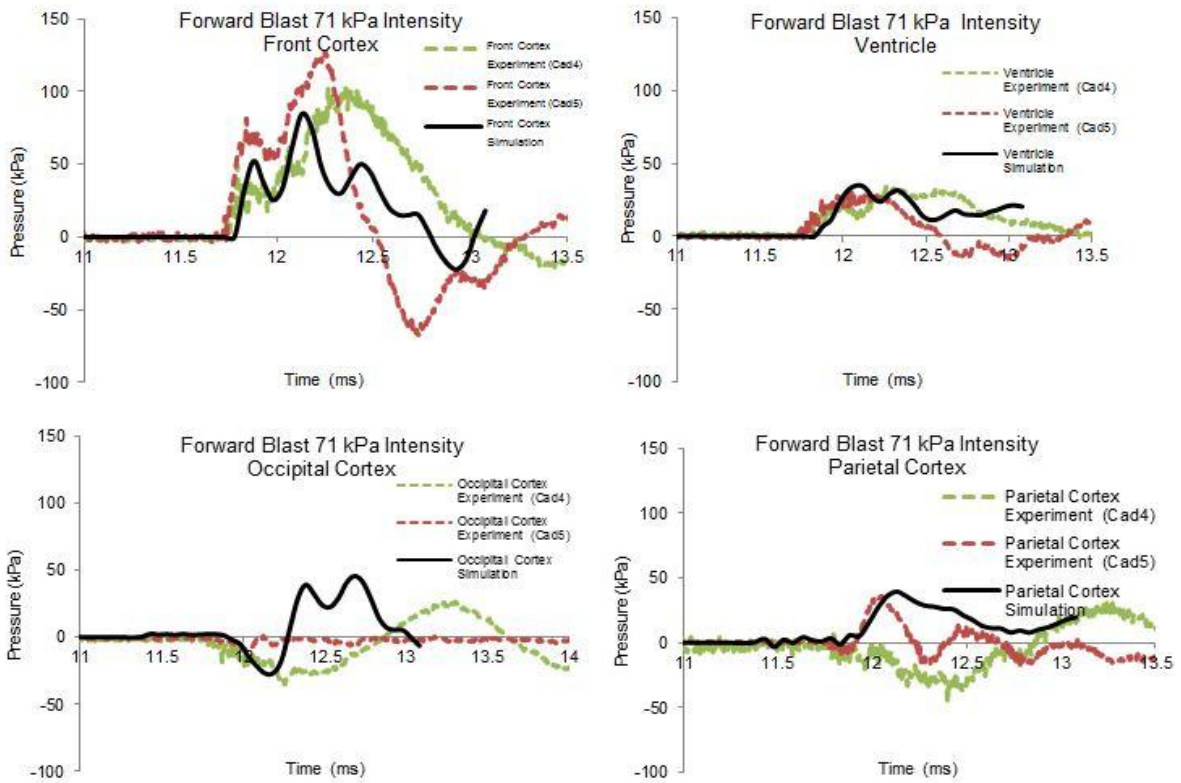 Forward Blast 71 kPa Intensity
Front Cortex
Front Cortex
Experiment (Cad4)
Front Cortex
Experiment (Cad5)
Front Cortex
Simulation
150
100
50
0
-50
-100
11
11.5
12
12.5
13
13.5
Pressure (kPa)
Time (ms)
Forward Blast 71 kPa Intensity
Ventricle
Ventricle
Experiment (Cad4)
Ventricle
Experiment (Cad5)
Ventricle
Simulation
150
100
50
0
-50
-100
11
11.5
12
12.5
13
13.5
Pressure (kPa)
Time (ms)
Forward Blast 71 kPa Intensity
Occipital Cortex
Occipital Cortex
Experiment (Cad4)
Occipital Cortex
Experiment (Cad5)
Occipital Cortex
Simulation
150
100
50
0
-50
-100
11
11.5
12
12.5
13
13.5
14
Pressure (kPa)
Time (ms)
Forward Blast 71 kPa Intensity
Parietal Cortex
Parietal Cortex
Experiment (Cad4)
Parietal Cortex
Experiment (Cad5)
Parietal Cortex
Simulation
150
100
50
0
-50
-100
11
11.5
12
12.5
13
13.5
Pressure (kPa)
Time (ms)